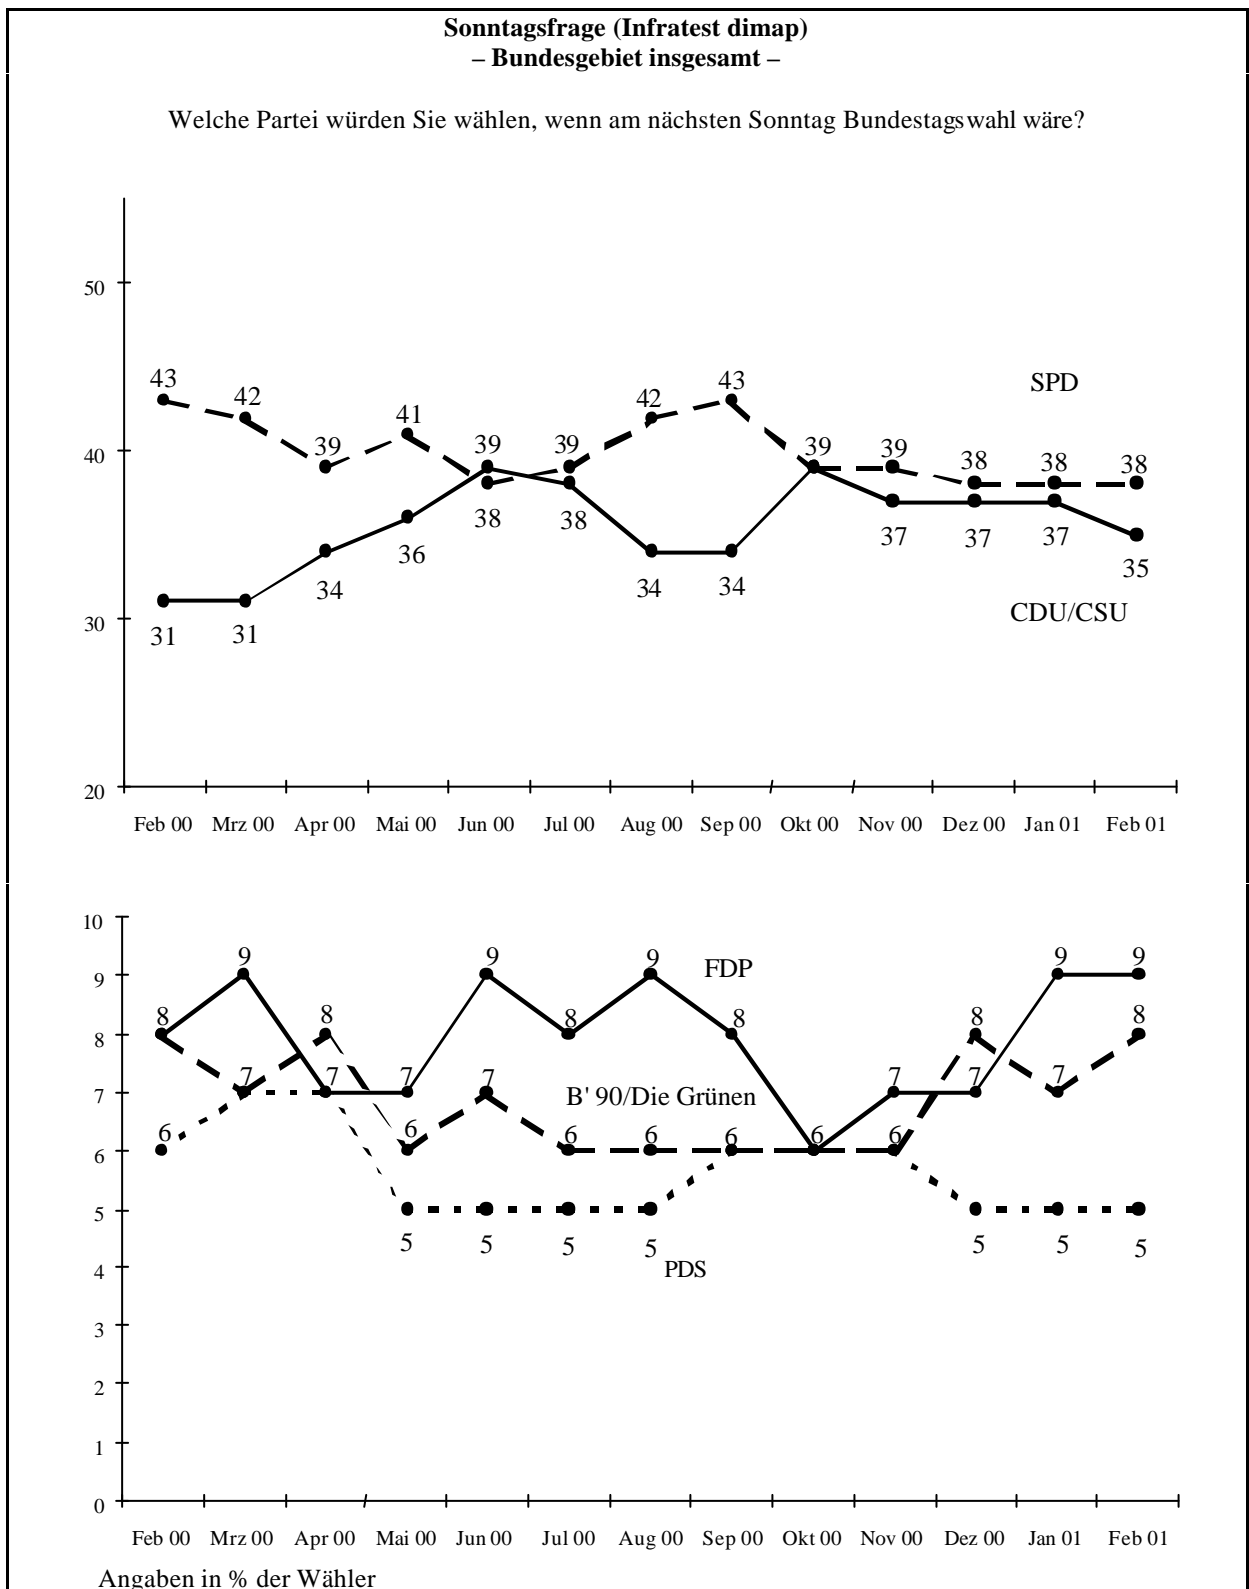 Sonntagsfrage (Infratest dimap)
– Bundesgebiet insgesamt –
Welche Partei würden Sie wählen, wenn am nächsten Sonntag Bundestagswahl wäre?
50
43 42 39 41 39 39 42 43 39 39 38 38 38
SPD
40
31 31 34 36 38 38 34 34 37 37 37 35
CDU/CSU
30
20
Feb 00 Mrz 00 Apr 00 Mai 00 Jun 00 Jul 00 Aug 00 Sep 00 Okt 00 Nov 00 Dez 00 Jan 01 Feb 01
10
9 9 9 9 9
FDP
9
8 8 8 8 8 8
8
7 7 7 7 7 7 7
B' 90/Die Grünen
7
6 6 6 6 6 6 6
6
5
5 5 5 5 5 5 5
PDS
4
3
2
1
0
Feb 00 Mrz 00 Apr 00 Mai 00 Jun 00 Jul 00 Aug 00 Sep 00 Okt 00 Nov 00 Dez 00 Jan 01 Feb 01
Angaben in % der Wähler